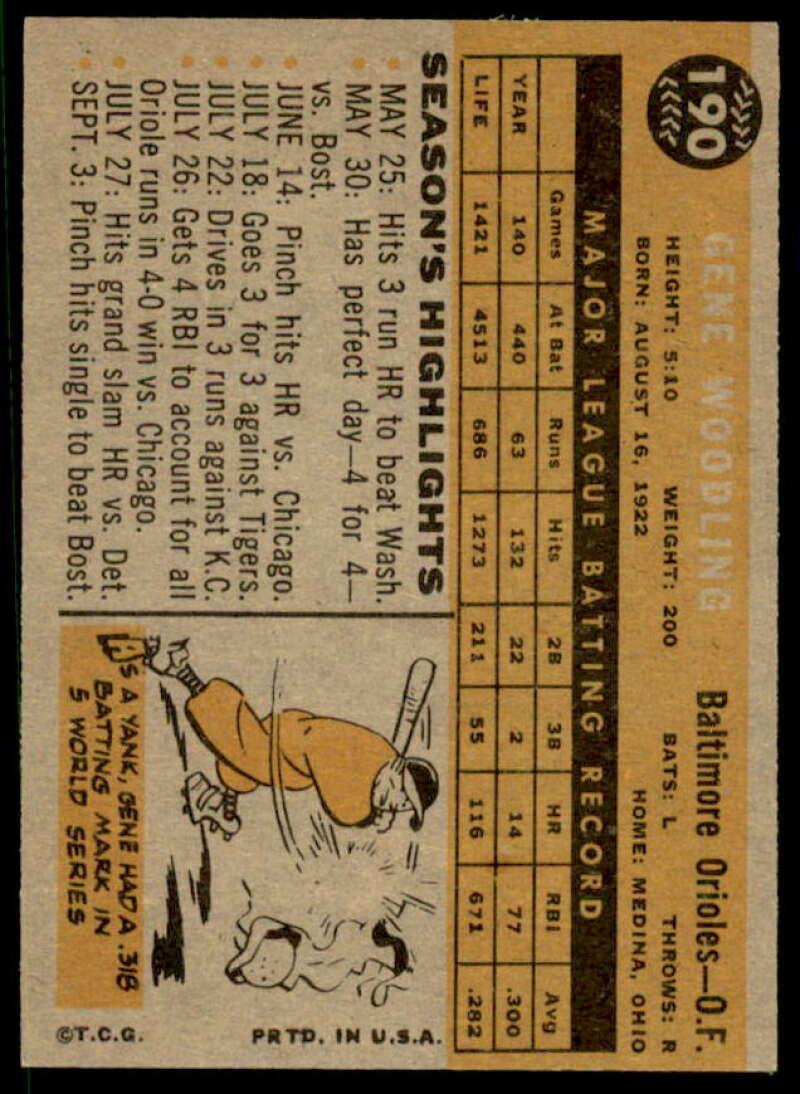 190
GENE WOODLING Baltimore Orioles—O.F.
HEIGHT: 5:10 WEIGHT: 200 BATS: L THROWS: R
BORN: AUGUST 16, 1922 HOME: MEDINA, OHIO
MAJOR LEAGUE BATTING RECORD
Games At Bat Runs Hits 2B 3B HR RBI Avg
YEAR 140 440 63 132 22 2 14 77 .300
LIFE 1421 4513 686 1273 211 55 116 671 .282
SEASON'S HIGHLIGHTS
MAY 25: Hits 3 run HR to beat Wash.
MAY 30: Has perfect day—4 for 4—
vs. Bost.
JUNE 14: Pinch hits HR vs. Chicago.
JULY 18: Goes 3 for 3 against Tigers.
JULY 22: Drives in 3 runs against K.C.
JULY 26: Gets 4 RBI to account for all
Oriole runs in 4-0 win vs. Chicago.
JULY 27: Hits grand slam HR vs. Det.
SEPT. 3: Pinch hits single to beat Bost.
AS A YANK, GENE HAD A .318
BATTING MARK IN
5 WORLD SERIES
PRTD. IN U.S.A.
©T.C.G.